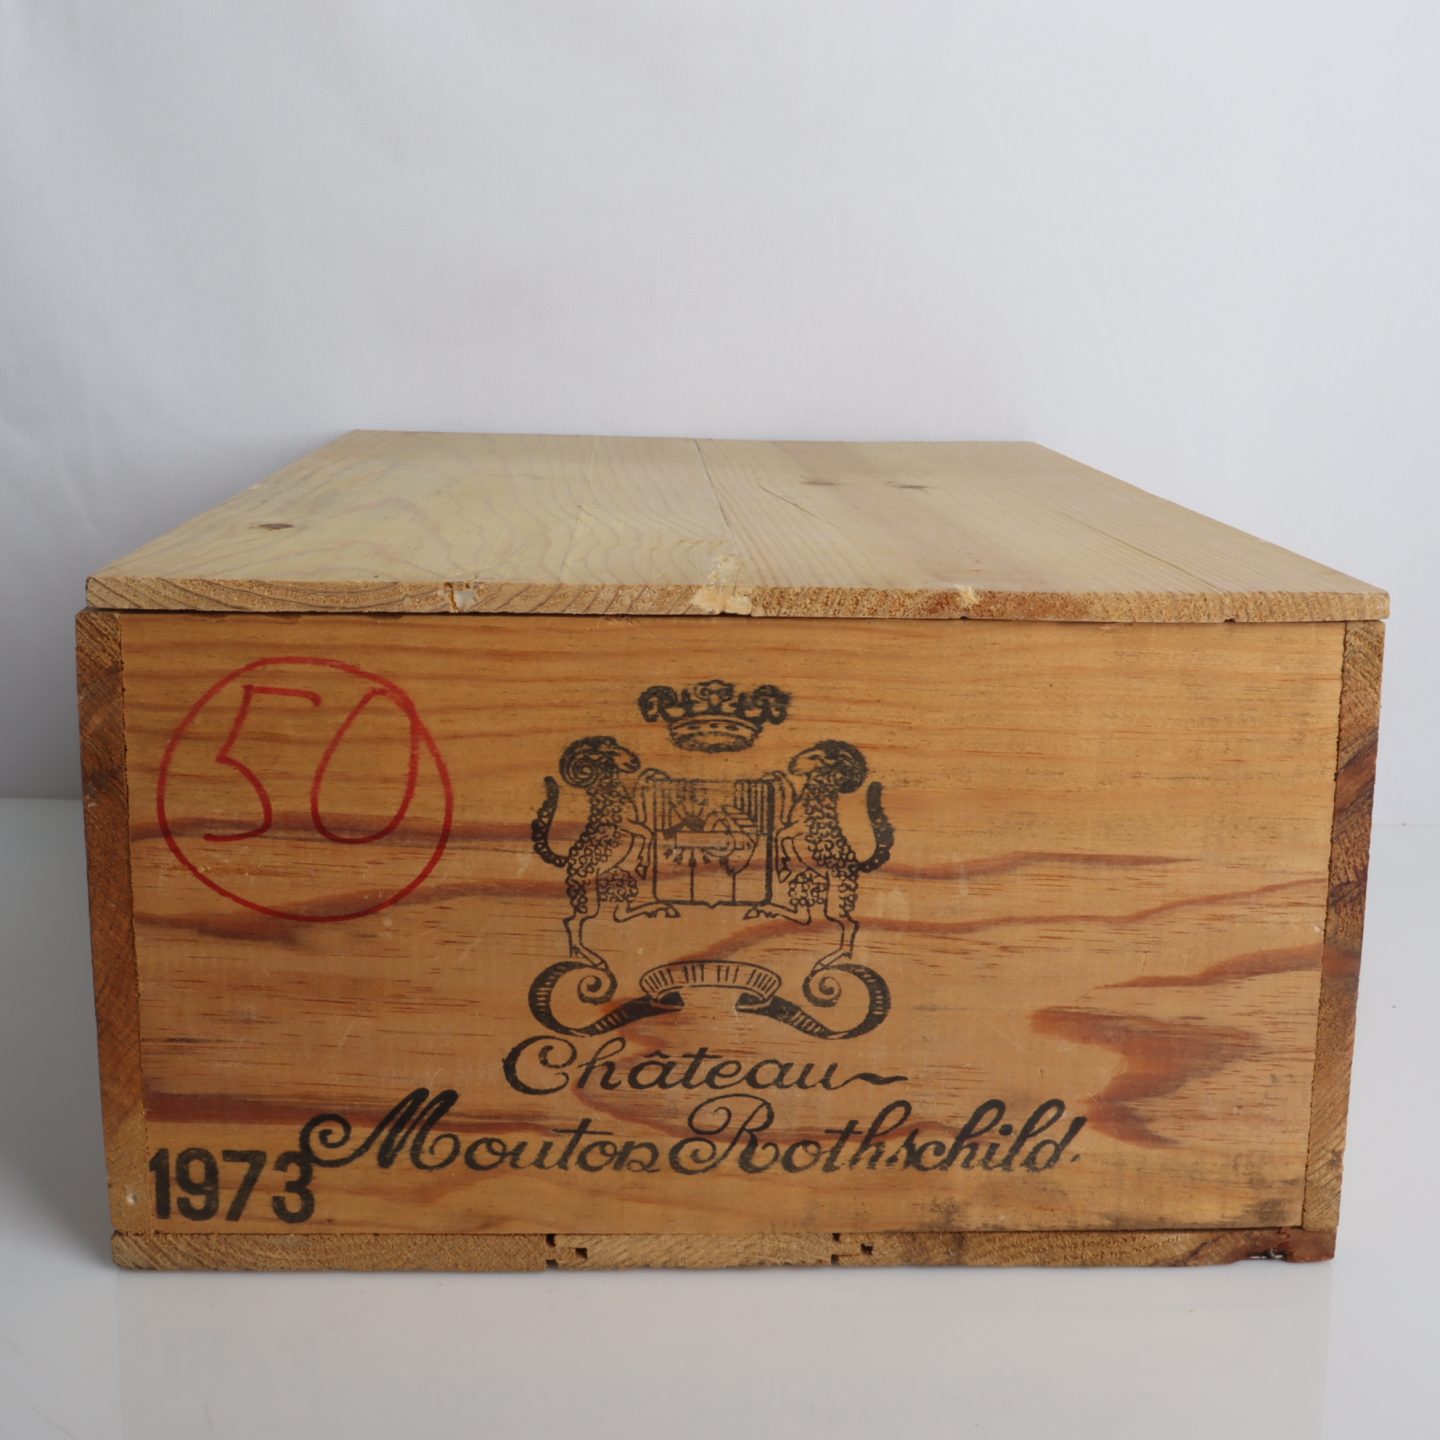 50
Château
Mouton Rothschild.
1973